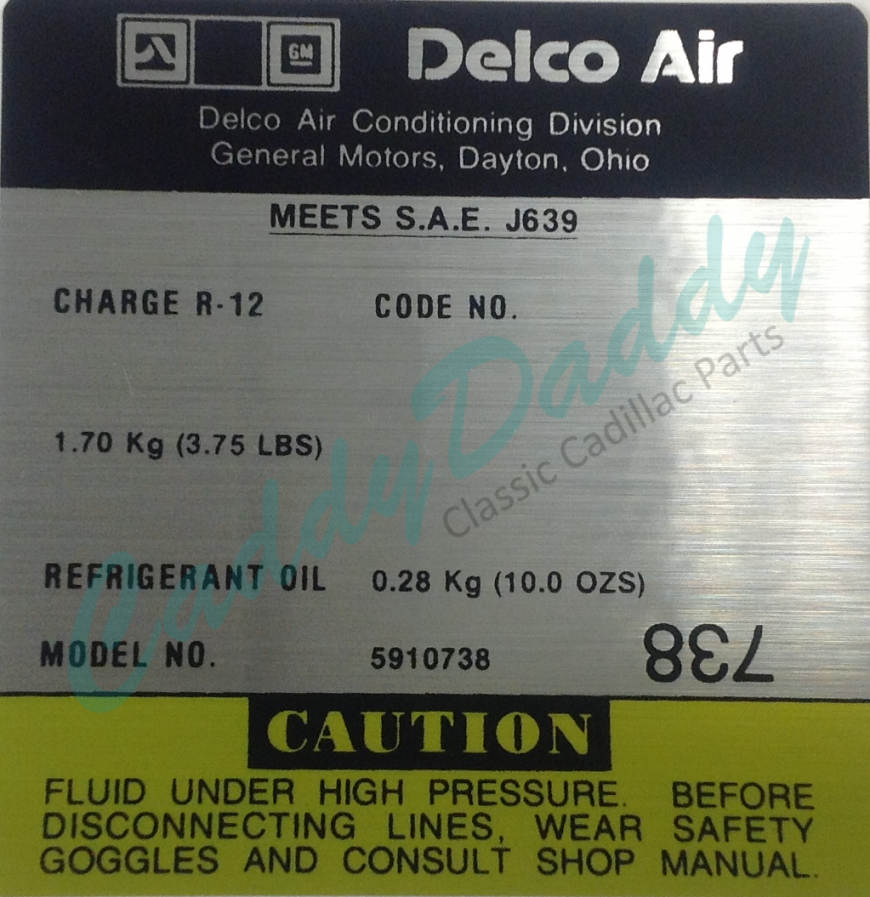 GM
Delco Air
Delco Air Conditioning Division
General Motors, Dayton, Ohio
MEETS S.A.E. J639
CHARGE R-12 CODE NO.
1.70 Kg (3.75 LBS)
REFRIGERANT OIL 0.28 Kg (10.0 OZS)
MODEL NO. 5910738 738
CAUTION
FLUID UNDER HIGH PRESSURE. BEFORE
DISCONNECTING LINES, WEAR SAFETY
GOGGLES AND CONSULT SHOP MANUAL.
CaddyDaddy
Classic Cadillac Parts